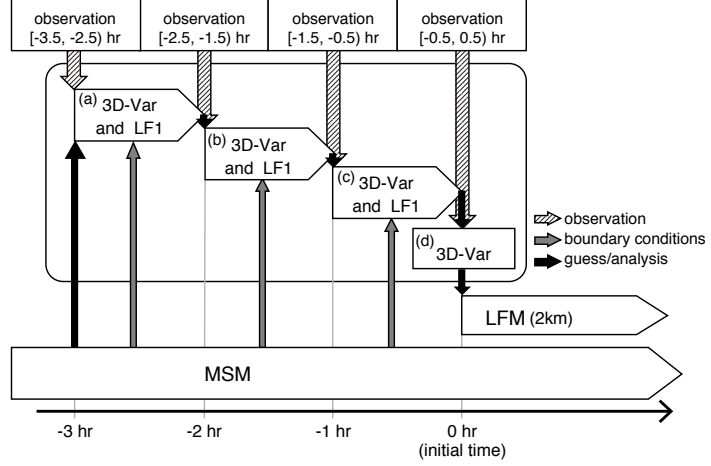 observation
[-3.5, -2.5) hr
observation
[-2.5, -1.5) hr
observation
[-1.5, -0.5) hr
observation
[-0.5, 0.5) hr
(a) 3D-Var
and LF1
(b) 3D-Var
and LF1
(c) 3D-Var
and LF1
(d) 3D-Var
observation
boundary conditions
guess/analysis
LFM (2km)
MSM
-3 hr
-2 hr
-1 hr
0 hr
(initial time)